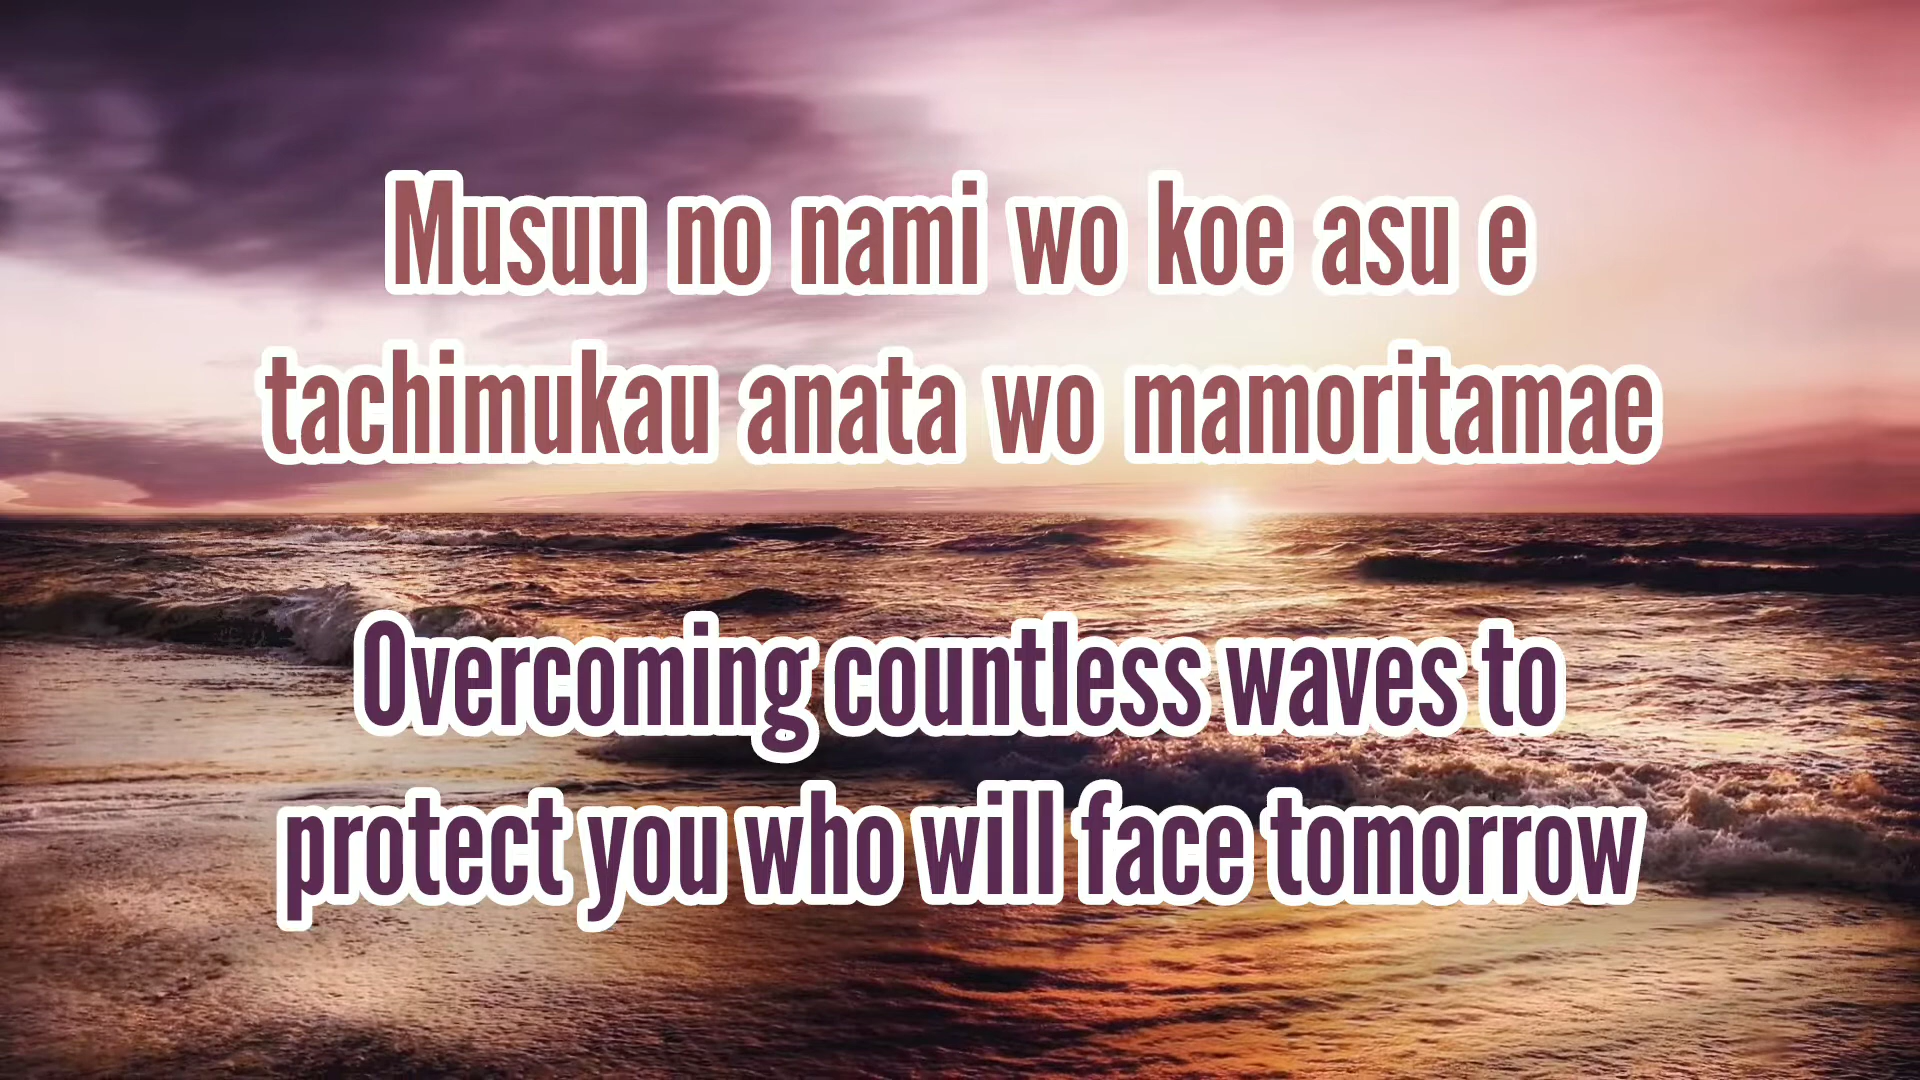 Musuu no nami wo koe asu e
tachimukau anata wo mamoritamae
Overcoming countless waves to
protect you who will face tomorrow